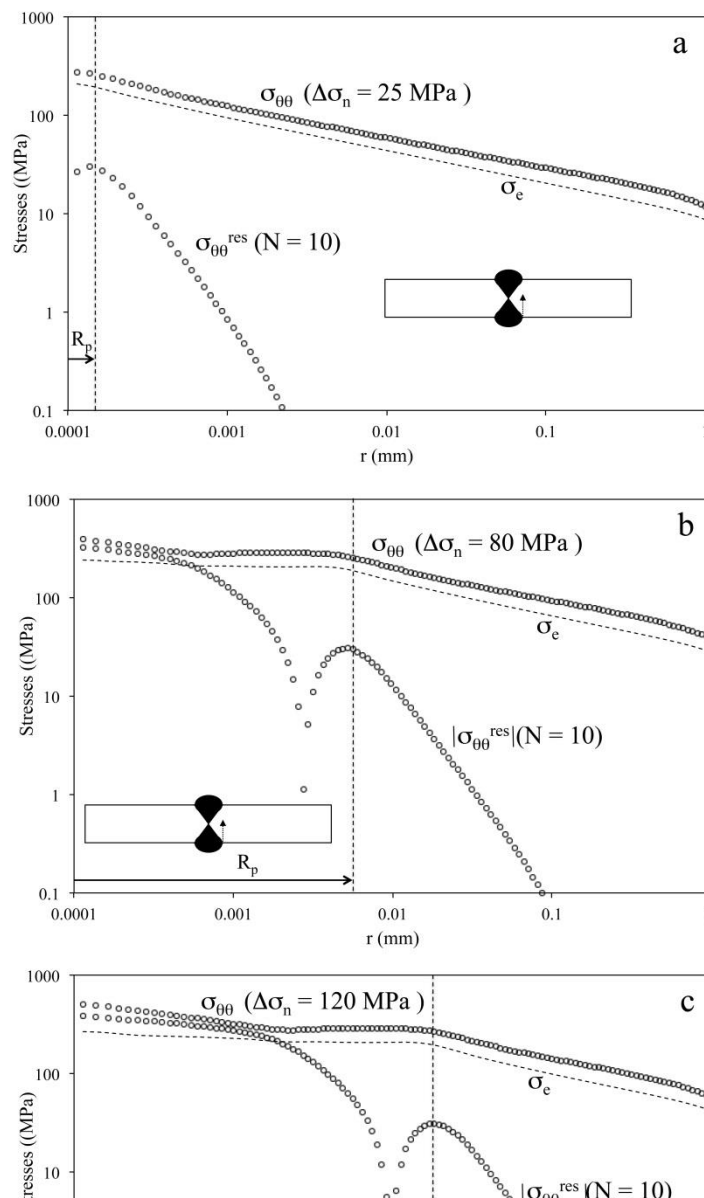 a
1000
σθθ (Δσn = 25 MPa )
100
Stresses ((MPa)
σe
10
σθθres (N = 10)
1
Rp
0.1
0.0001 0.001 0.01 0.1 1
r (mm)
b
1000
σθθ (Δσn = 80 MPa )
100
σe
Stresses ((MPa)
10
|σθθres|(N = 10)
1
Rp
0.1
0.0001 0.001 0.01 0.1
r (mm)
c
1000
σθθ (Δσn = 120 MPa )
100
σe
10
|σθθres|(N = 10)